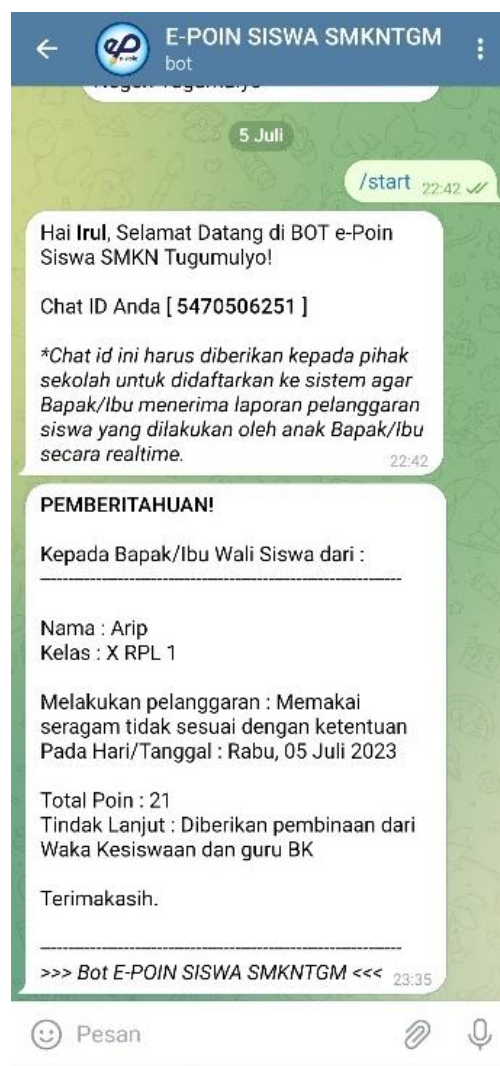 E-POIN SISWA SMKNTGM
bot
5 Juli
/start 22:42
Hai Irul, Selamat Datang di BOT e-Poin
Siswa SMKN Tugumulyo!
Chat ID Anda [ 5470506251 ]
*Chat id ini harus diberikan kepada pihak
sekolah untuk didaftarkan ke sistem agar
Bapak/Ibu menerima laporan pelanggaran
siswa yang dilakukan oleh anak Bapak/Ibu
secara realtime. 22:42
PEMBERITAHUAN!
Kepada Bapak/Ibu Wali Siswa dari :
Nama : Arip
Kelas : X RPL 1
Melakukan pelanggaran : Memakai
seragam tidak sesuai dengan ketentuan
Pada Hari/Tanggal : Rabu, 05 Juli 2023
Total Poin : 21
Tindak Lanjut : Diberikan pembinaan dari
Waka Kesiswaan dan guru BK
Terimakasih.
>>> Bot E-POIN SISWA SMKNTGM <<< 23:35
Pesan